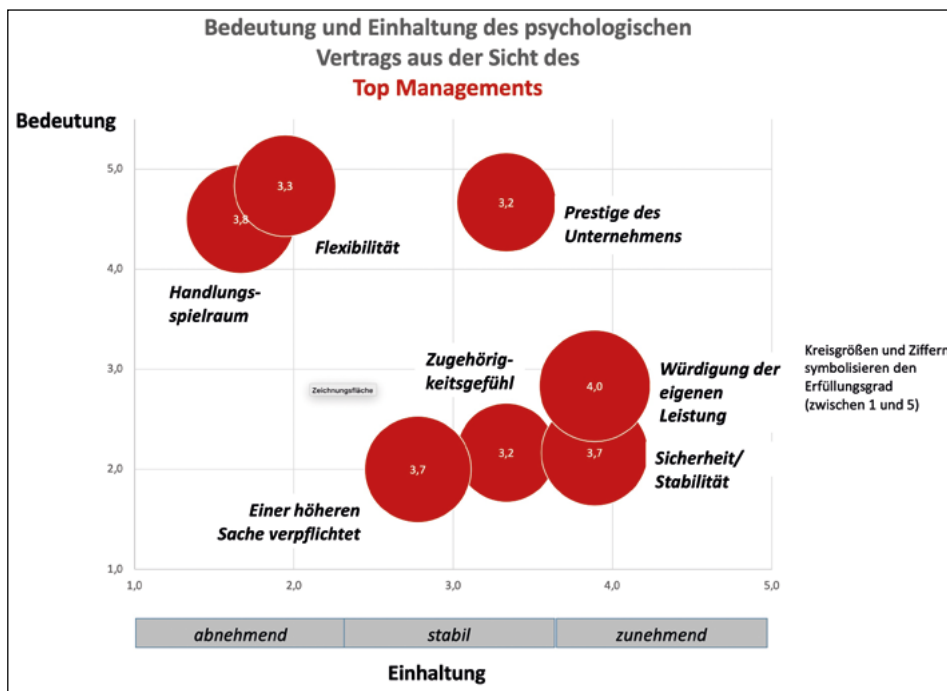 Bedeutung und Einhaltung des psychologischen
Vertrags aus der Sicht des
Top Managements
Bedeutung
5,0
4,0
3,0
2,0
1,0
3,3
3,8
3,2
Flexibilität
Prestige des
Unternehmens
Handlungs-
spielraum
Zugehörig-
keitsgefühl
Zeichnungsfläche
4,0
Würdigung der
eigenen
Leistung
Kreisgrößen und Ziffern
symbolisieren den
Erfüllungsgrad
(zwischen 1 und 5)
3,7
3,2
3,7
Sicherheit/
Stabilität
Einer höheren
Sache verpflichtet
1,0 2,0 3,0 4,0 5,0
abnehmend stabil zunehmend
Einhaltung